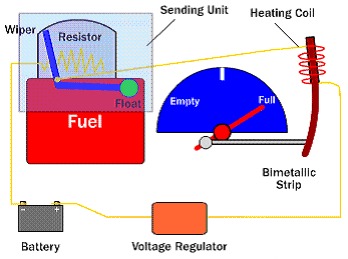 Sending Unit
Heating Coil
Wiper
Resistor
Float
Fuel
Empty
Full
Bimetallic
Strip
Battery
Voltage Regulator